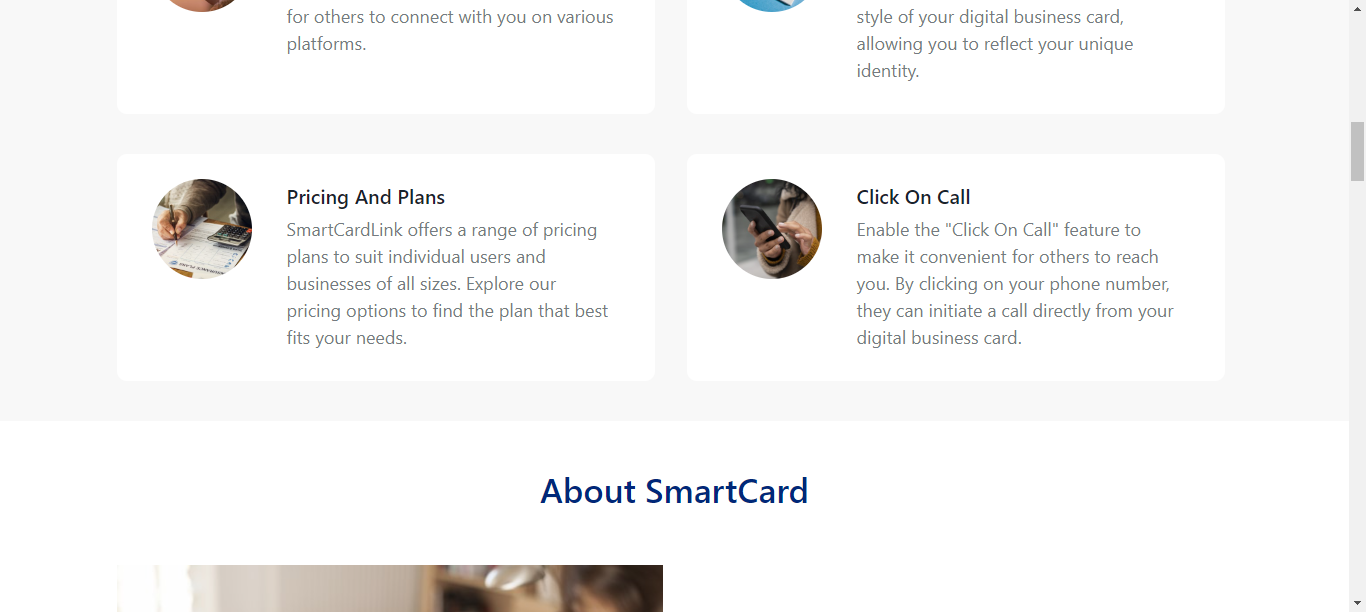 for others to connect with you on various
platforms.
style of your digital business card,
allowing you to reflect your unique
identity.
Pricing And Plans
SmartCardLink offers a range of pricing
plans to suit individual users and
businesses of all sizes. Explore our
pricing options to find the plan that best
fits your needs.
Click On Call
Enable the "Click On Call" feature to
make it convenient for others to reach
you. By clicking on your phone number,
they can initiate a call directly from your
digital business card.
About SmartCard